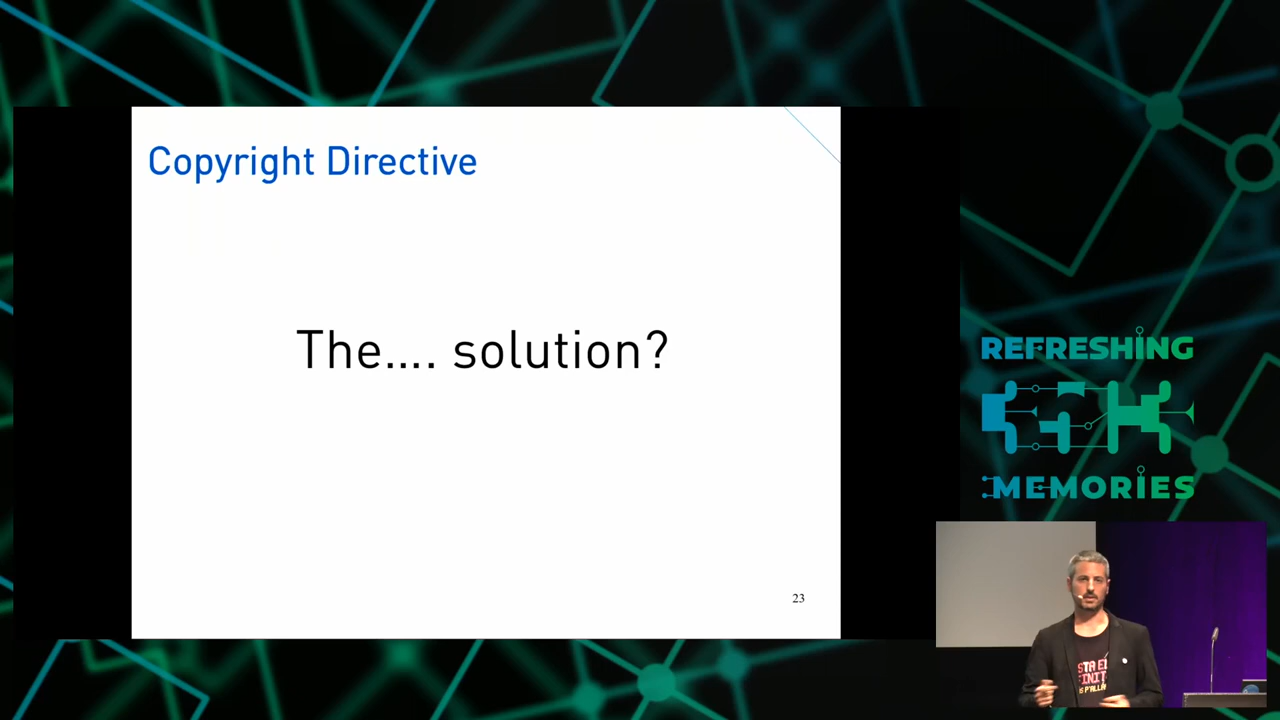 Copyright Directive
The.... solution?
23
REFRESHING
MEMORIES